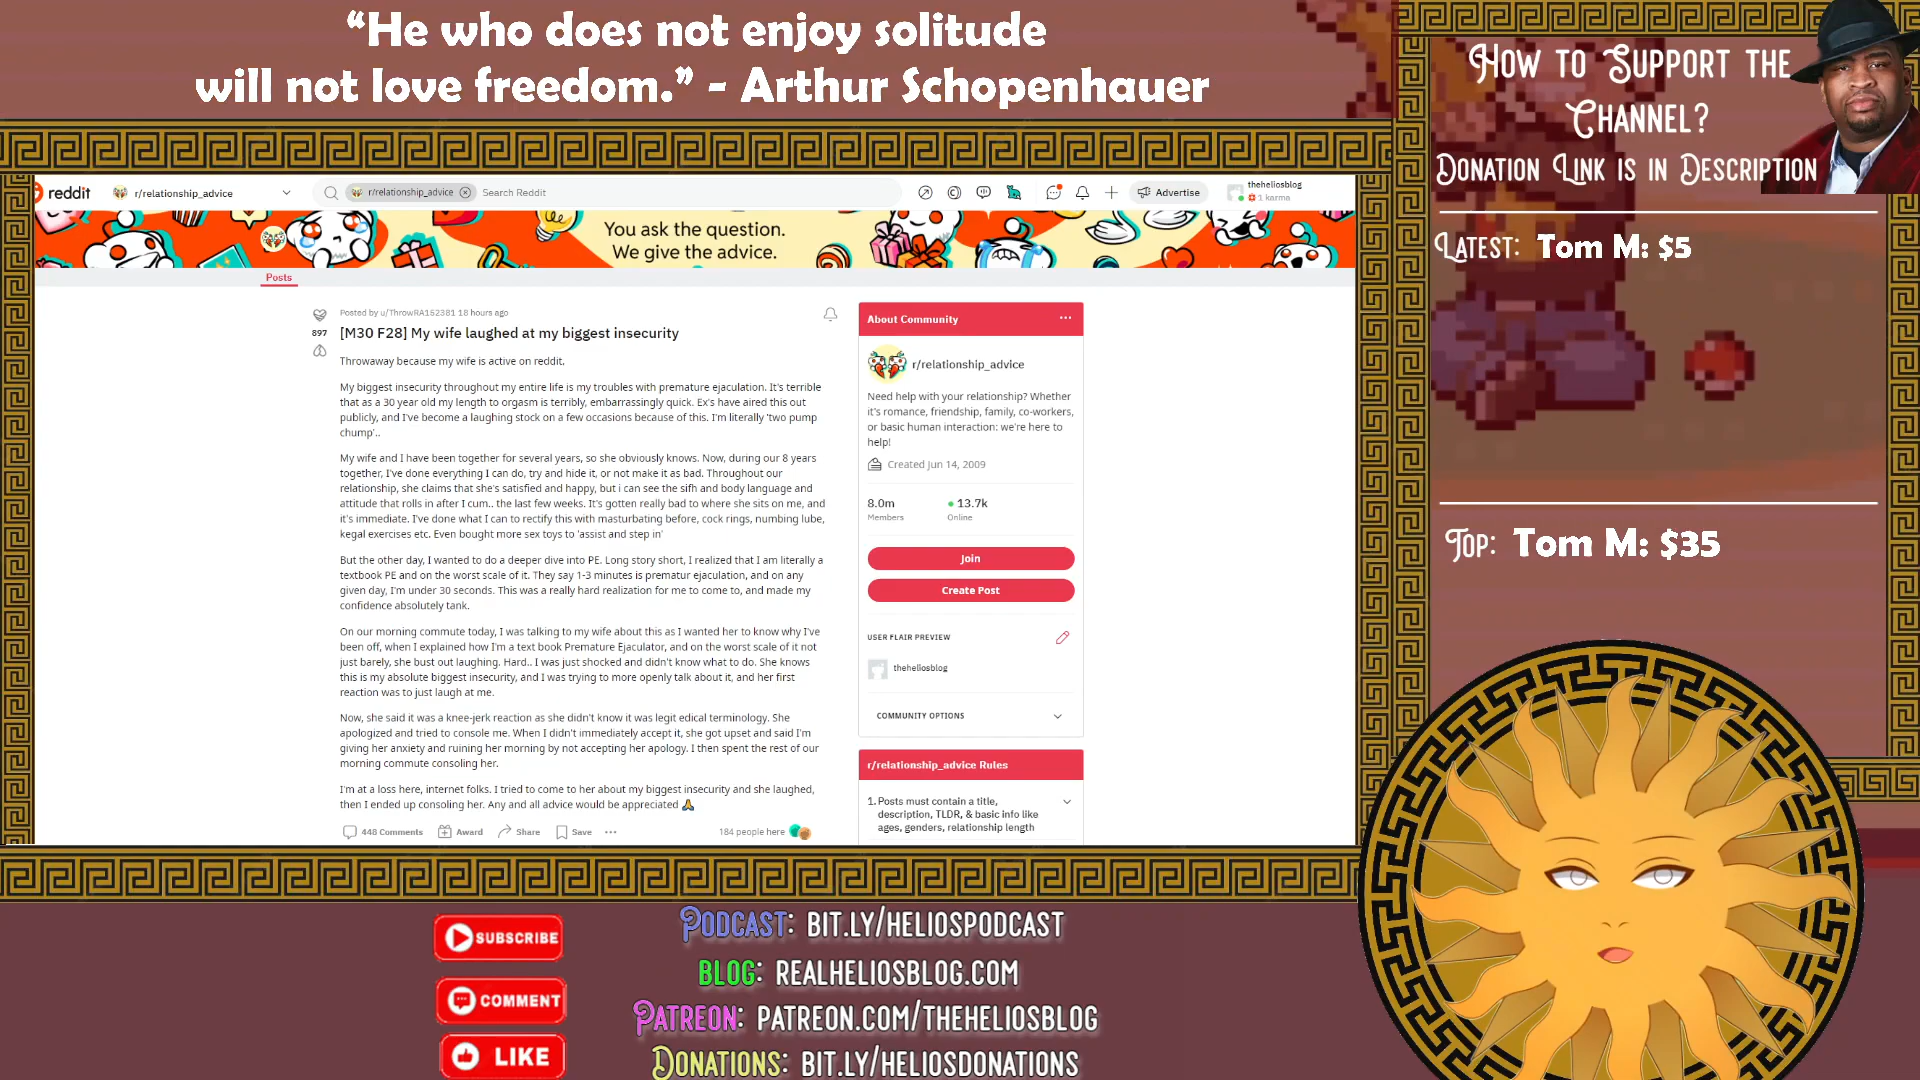 “He who does not enjoy solitude
will not love freedom.” - Arthur Schopenhauer
How to Support the
Channel?
Donation Link is in Description
Latest: Tom M: $5
Top: Tom M: $35
reddit
r/relationship_advice
r/relationship_advice
Search Reddit
Advertise
theheliosblog
1 karma
You ask the question.
We give the advice.
Posts
Posted by u/ThrowRA152381 18 hours ago
897
[M30 F28] My wife laughed at my biggest insecurity
Throwaway because my wife is active on reddit.
My biggest insecurity throughout my entire life is my troubles with premature ejaculation. It's terrible
that as a 30 year old my length to orgasm is terribly, embarrassingly quick. Ex's have aired this out
publicly, and I've become a laughing stock on a few occasions because of this. I'm literally 'two pump
chump'..
My wife and I have been together for several years, so she obviously knows. Now, during our 8 years
together, I've done everything I can do, try and hide it, or not make it as bad. Throughout our
relationship, she claims that she's satisfied and happy, but i can see the sifh and body language and
attitude that rolls in after I cum.. the last few weeks. It's gotten really bad to where she sits on me, and
it's immediate. I've done what I can to rectify this with masturbating before, cock rings, numbing lube,
kegal exercises etc. Even bought more sex toys to 'assist and step in'
But the other day, I wanted to do a deeper dive into PE. Long story short, I realized that I am literally a
textbook PE and on the worst scale of it. They say 1-3 minutes is prematur ejaculation, and on any
given day, I'm under 30 seconds. This was a really hard realization for me to come to, and made my
confidence absolutely tank.
On our morning commute today, I was talking to my wife about this as I wanted her to know why I've
been off, when I explained how I'm a text book Premature Ejaculator, and on the worst scale of it not
just barely, she bust out laughing. Hard.. I was just shocked and didn't know what to do. She knows
this is my absolute biggest insecurity, and I was trying to more openly talk about it, and her first
reaction was to just laugh at me.
Now, she said it was a knee-jerk reaction as she didn't know it was legit edical terminology. She
apologized and tried to console me. When I didn't immediately accept it, she got upset and said I'm
giving her anxiety and ruining her morning by not accepting her apology. I then spent the rest of our
morning commute consoling her.
I'm at a loss here, internet folks. I tried to come to her about my biggest insecurity and she laughed,
then I ended up consoling her. Any and all advice would be appreciated 🙏
448 Comments
Award
Share
Save
184 people here
About Community
r/relationship_advice
Need help with your relationship? Whether
it's romance, friendship, family, co-workers,
or basic human interaction: we're here to
help!
Created Jun 14, 2009
8.0m
13.7k
Members
Online
Join
Create Post
USER FLAIR PREVIEW
theheliosblog
COMMUNITY OPTIONS
r/relationship_advice Rules
1. Posts must contain a title,
description, TLDR, & basic info like
ages, genders, relationship length
SUBSCRIBE
COMMENT
LIKE
Podcast: bit.ly/heliospodcast
Blog: realheliosblog.com
Patreon: patreon.com/theheliosblog
Donations: bit.ly/heliosdonations